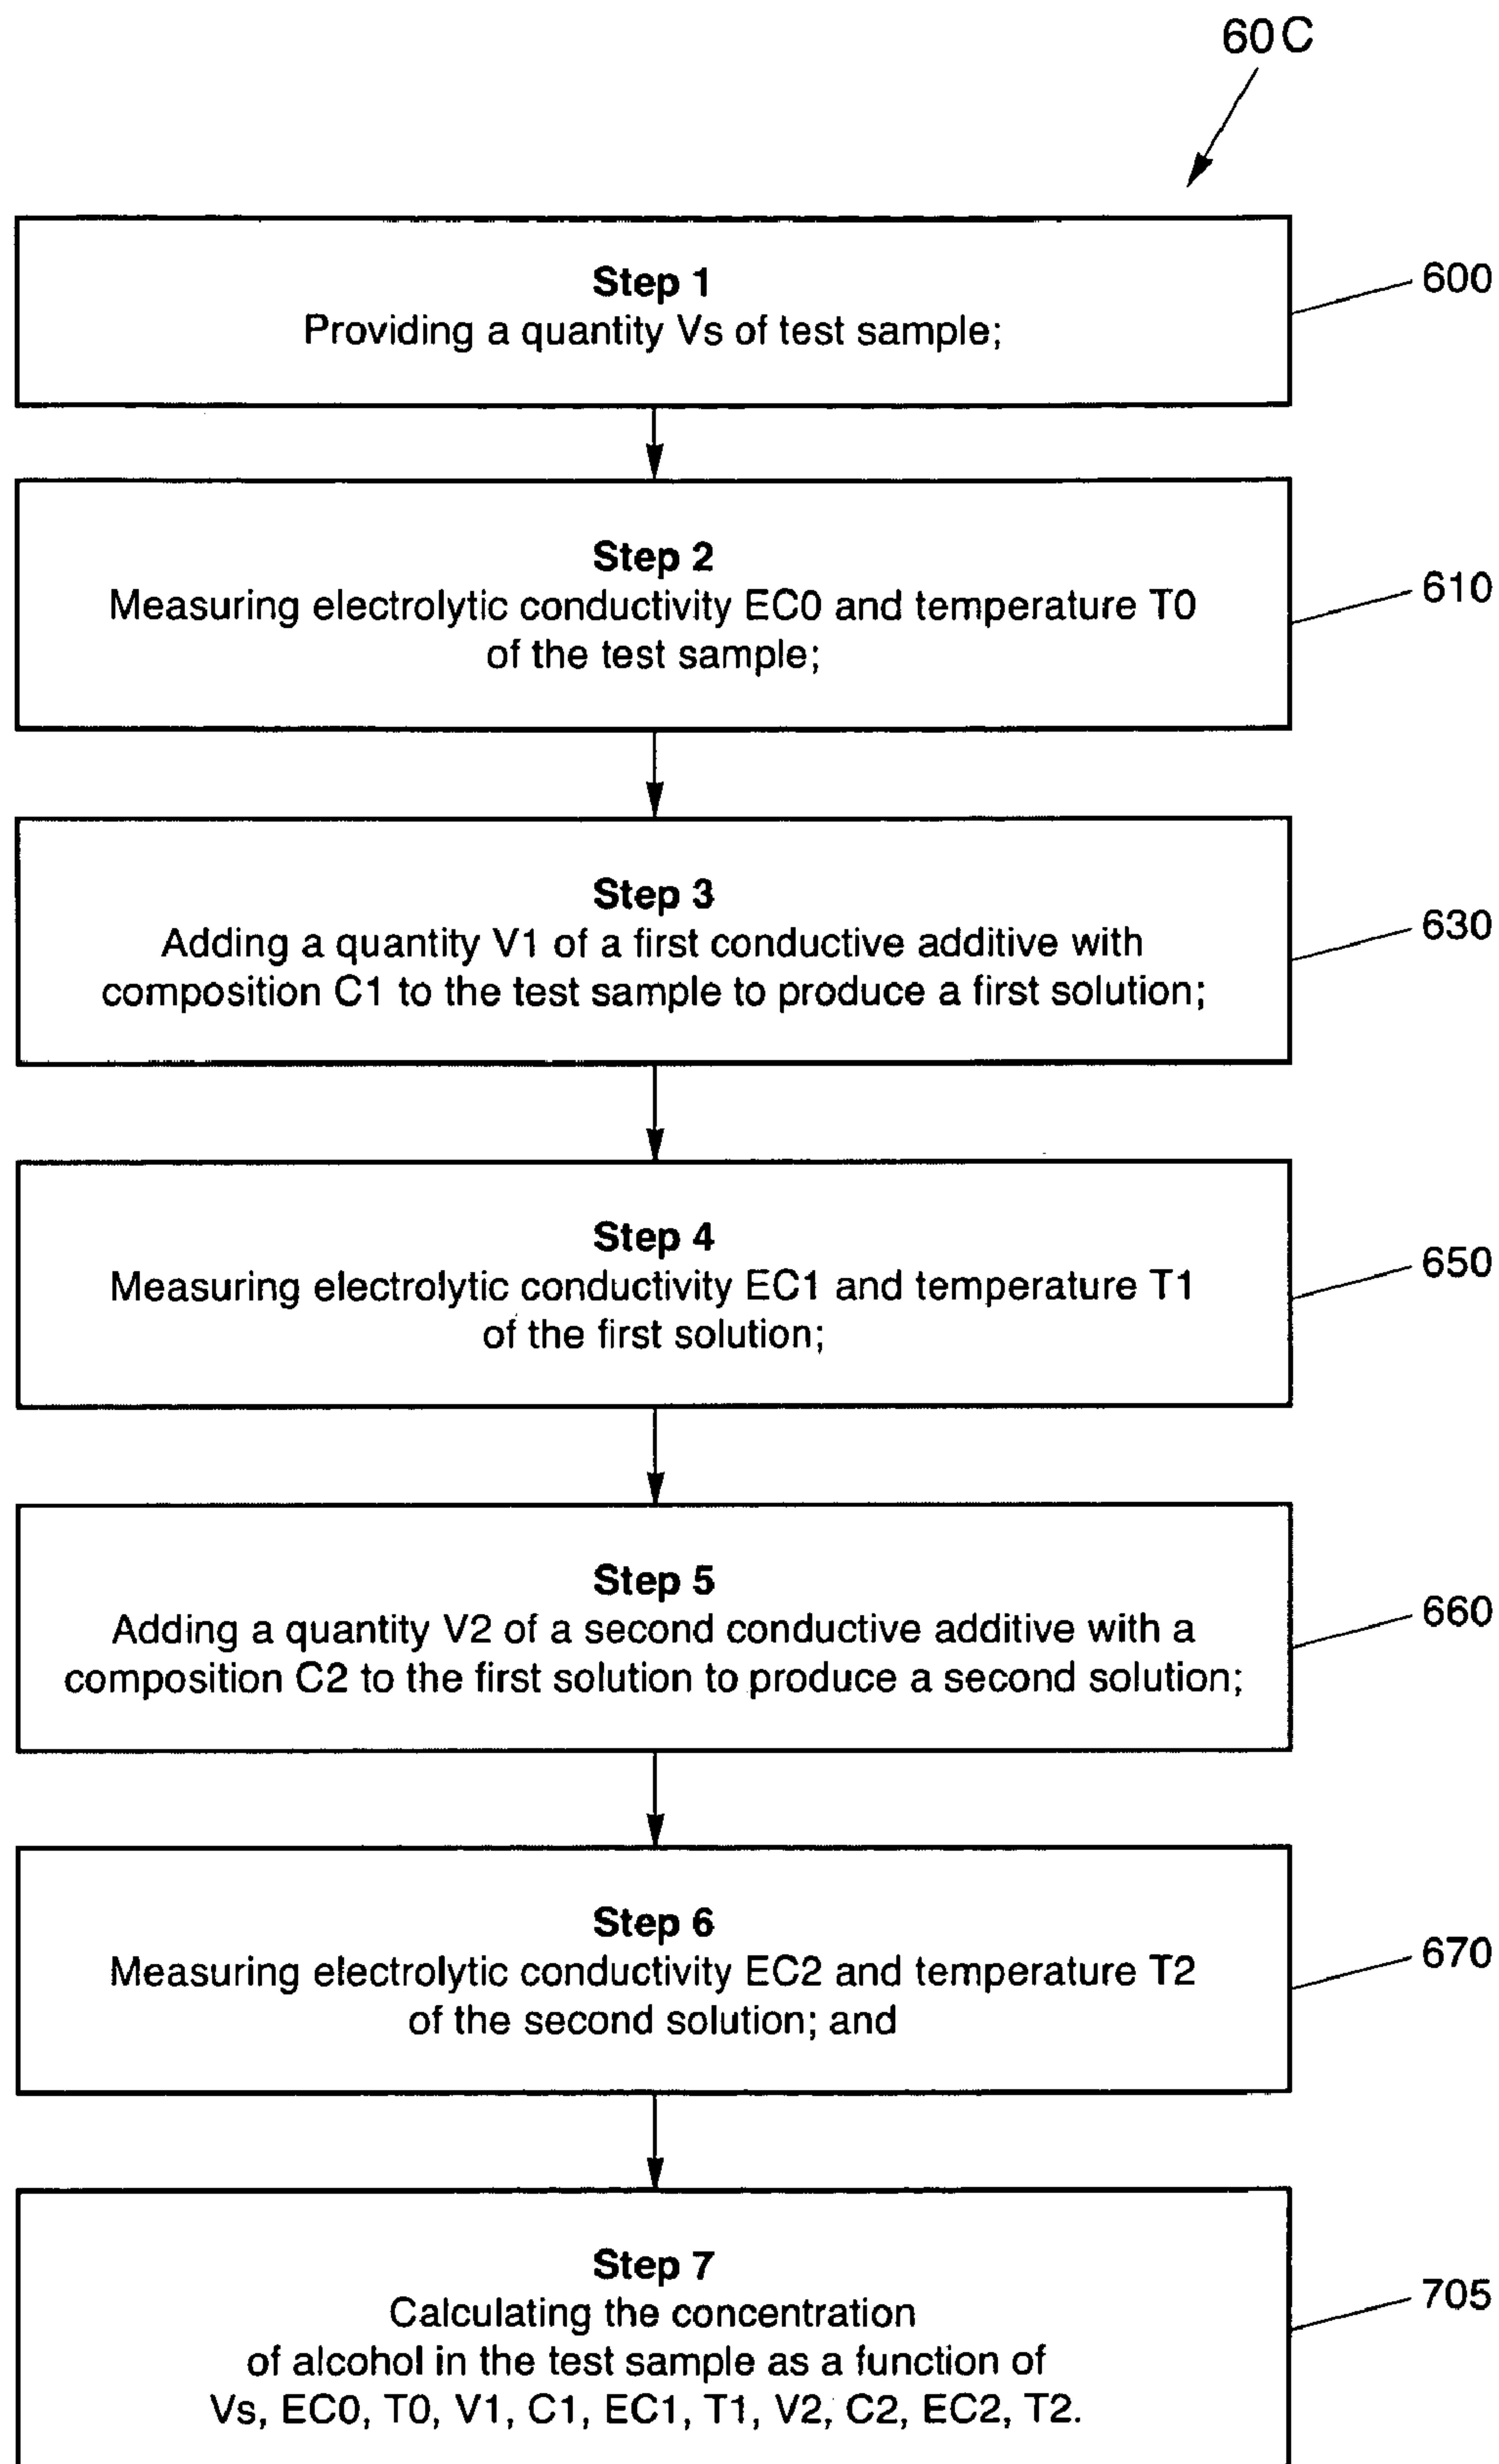 60C
Step 1
Providing a quantity Vs of test sample;
600
Step 2
Measuring electrolytic conductivity EC0 and temperature T0
of the test sample;
610
Step 3
Adding a quantity V1 of a first conductive additive with
composition C1 to the test sample to produce a first solution;
630
Step 4
Measuring electrolytic conductivity EC1 and temperature T1
of the first solution;
650
Step 5
Adding a quantity V2 of a second conductive additive with a
composition C2 to the first solution to produce a second solution;
660
Step 6
Measuring electrolytic conductivity EC2 and temperature T2
of the second solution; and
670
Step 7
Calculating the concentration
of alcohol in the test sample as a function of
Vs, EC0, T0, V1, C1, EC1, T1, V2, C2, EC2, T2.
705